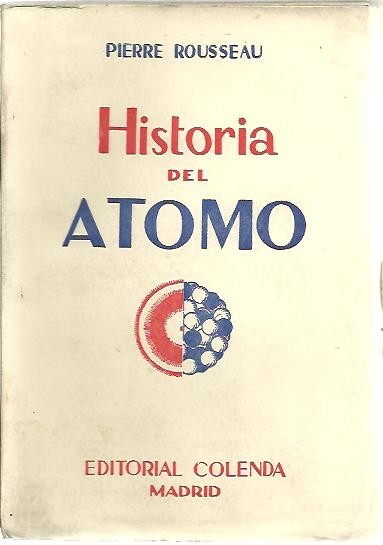 PIERRE ROUSSEAU
Historia
DEL
ATOMO
EDITORIAL COLENDA
MADRID